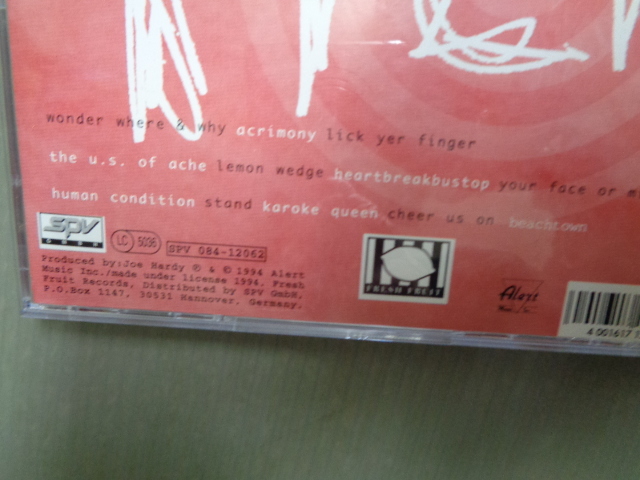 wonder where & why acrimony lick yer finger
the u.s. of ache lemon wedge heartbreakbustop your face or m
human condition stand karoke queen cheer us on beachtown
SPV
LC 5036
SPV 084-12062
Produced by:Joe Hardy ℗ & © 1994 Alert
Music Inc./made under license 1994, Fresh
Fruit Records, Distributed by SPV GmbH,
P.O.Box 1147, 30531 Hannover, Germany.
FRESH FRUIT
Alert
4 001617